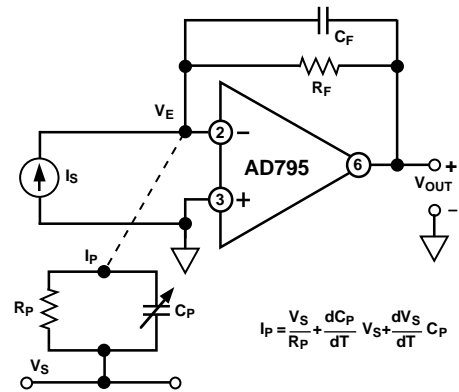 C_F
R_F
V_E
2
−
AD795
6
+
V_OUT
−
I_S
3
+
I_P
R_P
C_P
V_S
I_P = V_S/R_P + dC_P/dT V_S + dV_S/dT C_P